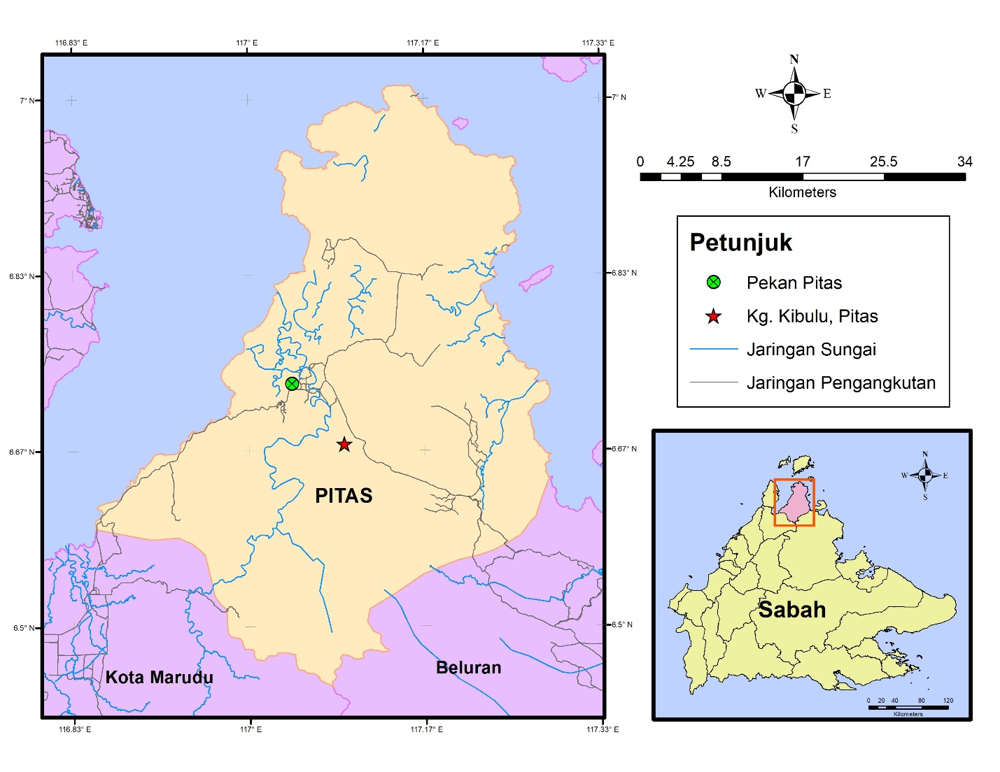 116.83° E 117° E 117.17° E 117.33° E
7° N 7° N
6.83° N 6.83° N
6.67° N 6.67° N
6.5° N 6.5° N
PITAS
Kota Marudu
Beluran
116.83° E 117° E 117.17° E 117.33° E
N
W E
S
0 4.25 8.5 17 25.5 34
Kilometers
Petunjuk
Pekan Pitas
Kg. Kibulu, Pitas
Jaringan Sungai
Jaringan Pengangkutan
N
W E
S
Sabah
0 20 40 80 120
Kilometers